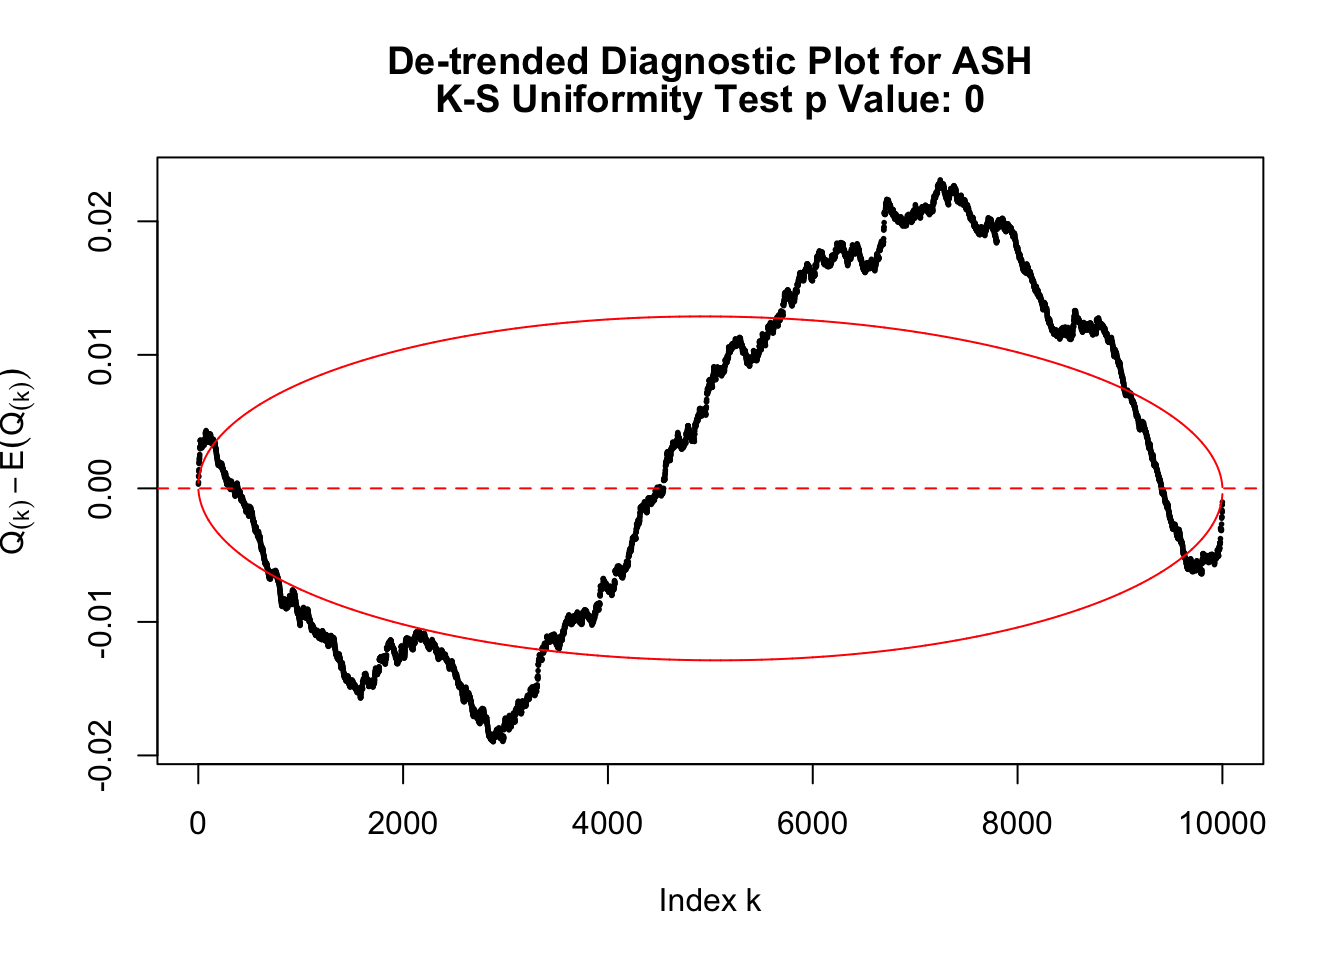 De-trended Diagnostic Plot for ASH
K-S Uniformity Test p Value: 0
Q(k) − E(Q(k))
0.02
0.01
0.00
-0.01
-0.02
0 2000 4000 6000 8000 10000
Index k